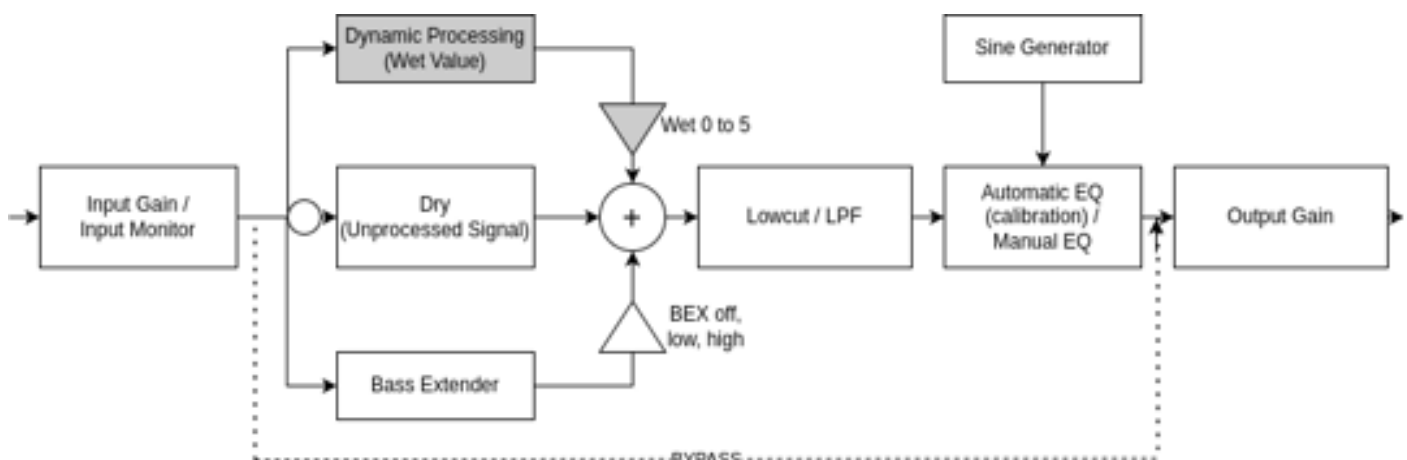 Dynamic Processing
(Wet Value)
Sine Generator
Wet 0 to 5
Input Gain /
Input Monitor
Dry
(Unprocessed Signal)
+
Lowcut / LPF
Automatic EQ
(calibration) /
Manual EQ
Output Gain
BEX off,
low, high
Bass Extender
BYPASS